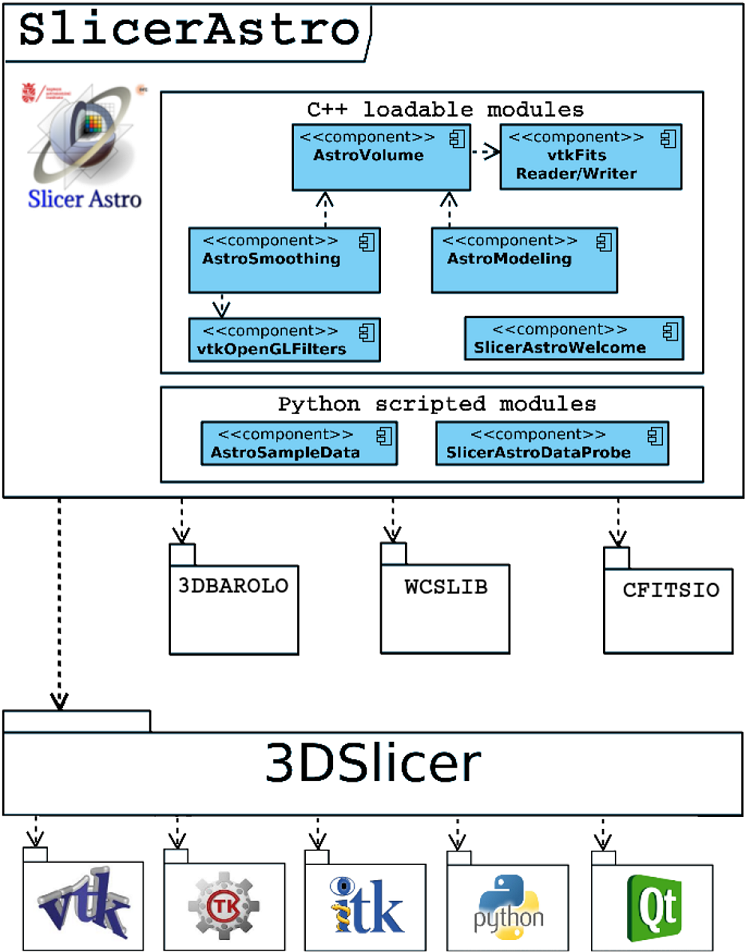 SlicerAstro
Slicer Astro
C++ loadable modules
<<component>>
AstroVolume
<<component>>
vtkFits
Reader/Writer
<<component>>
AstroSmoothing
<<component>>
AstroModeling
<<component>>
vtkOpenGLFilters
<<component>>
SlicerAstroWelcome
Python scripted modules
<<component>>
AstroSampleData
<<component>>
SlicerAstroDataProbe
3DBAROLO
WCSLIB
CFITSIO
3DSlicer
vtk
CTK
itk
python
Qt